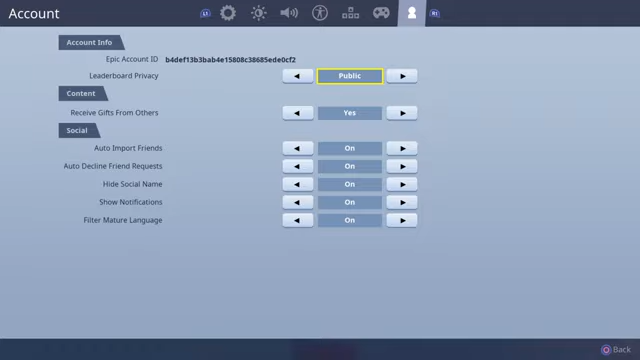 Account
L1
R1
Account Info
Epic Account ID b4def13b3bab4e15808c38685ede0cf2
Leaderboard Privacy Public
Content
Receive Gifts From Others Yes
Social
Auto Import Friends On
Auto Decline Friend Requests On
Hide Social Name On
Show Notifications On
Filter Mature Language On
Back